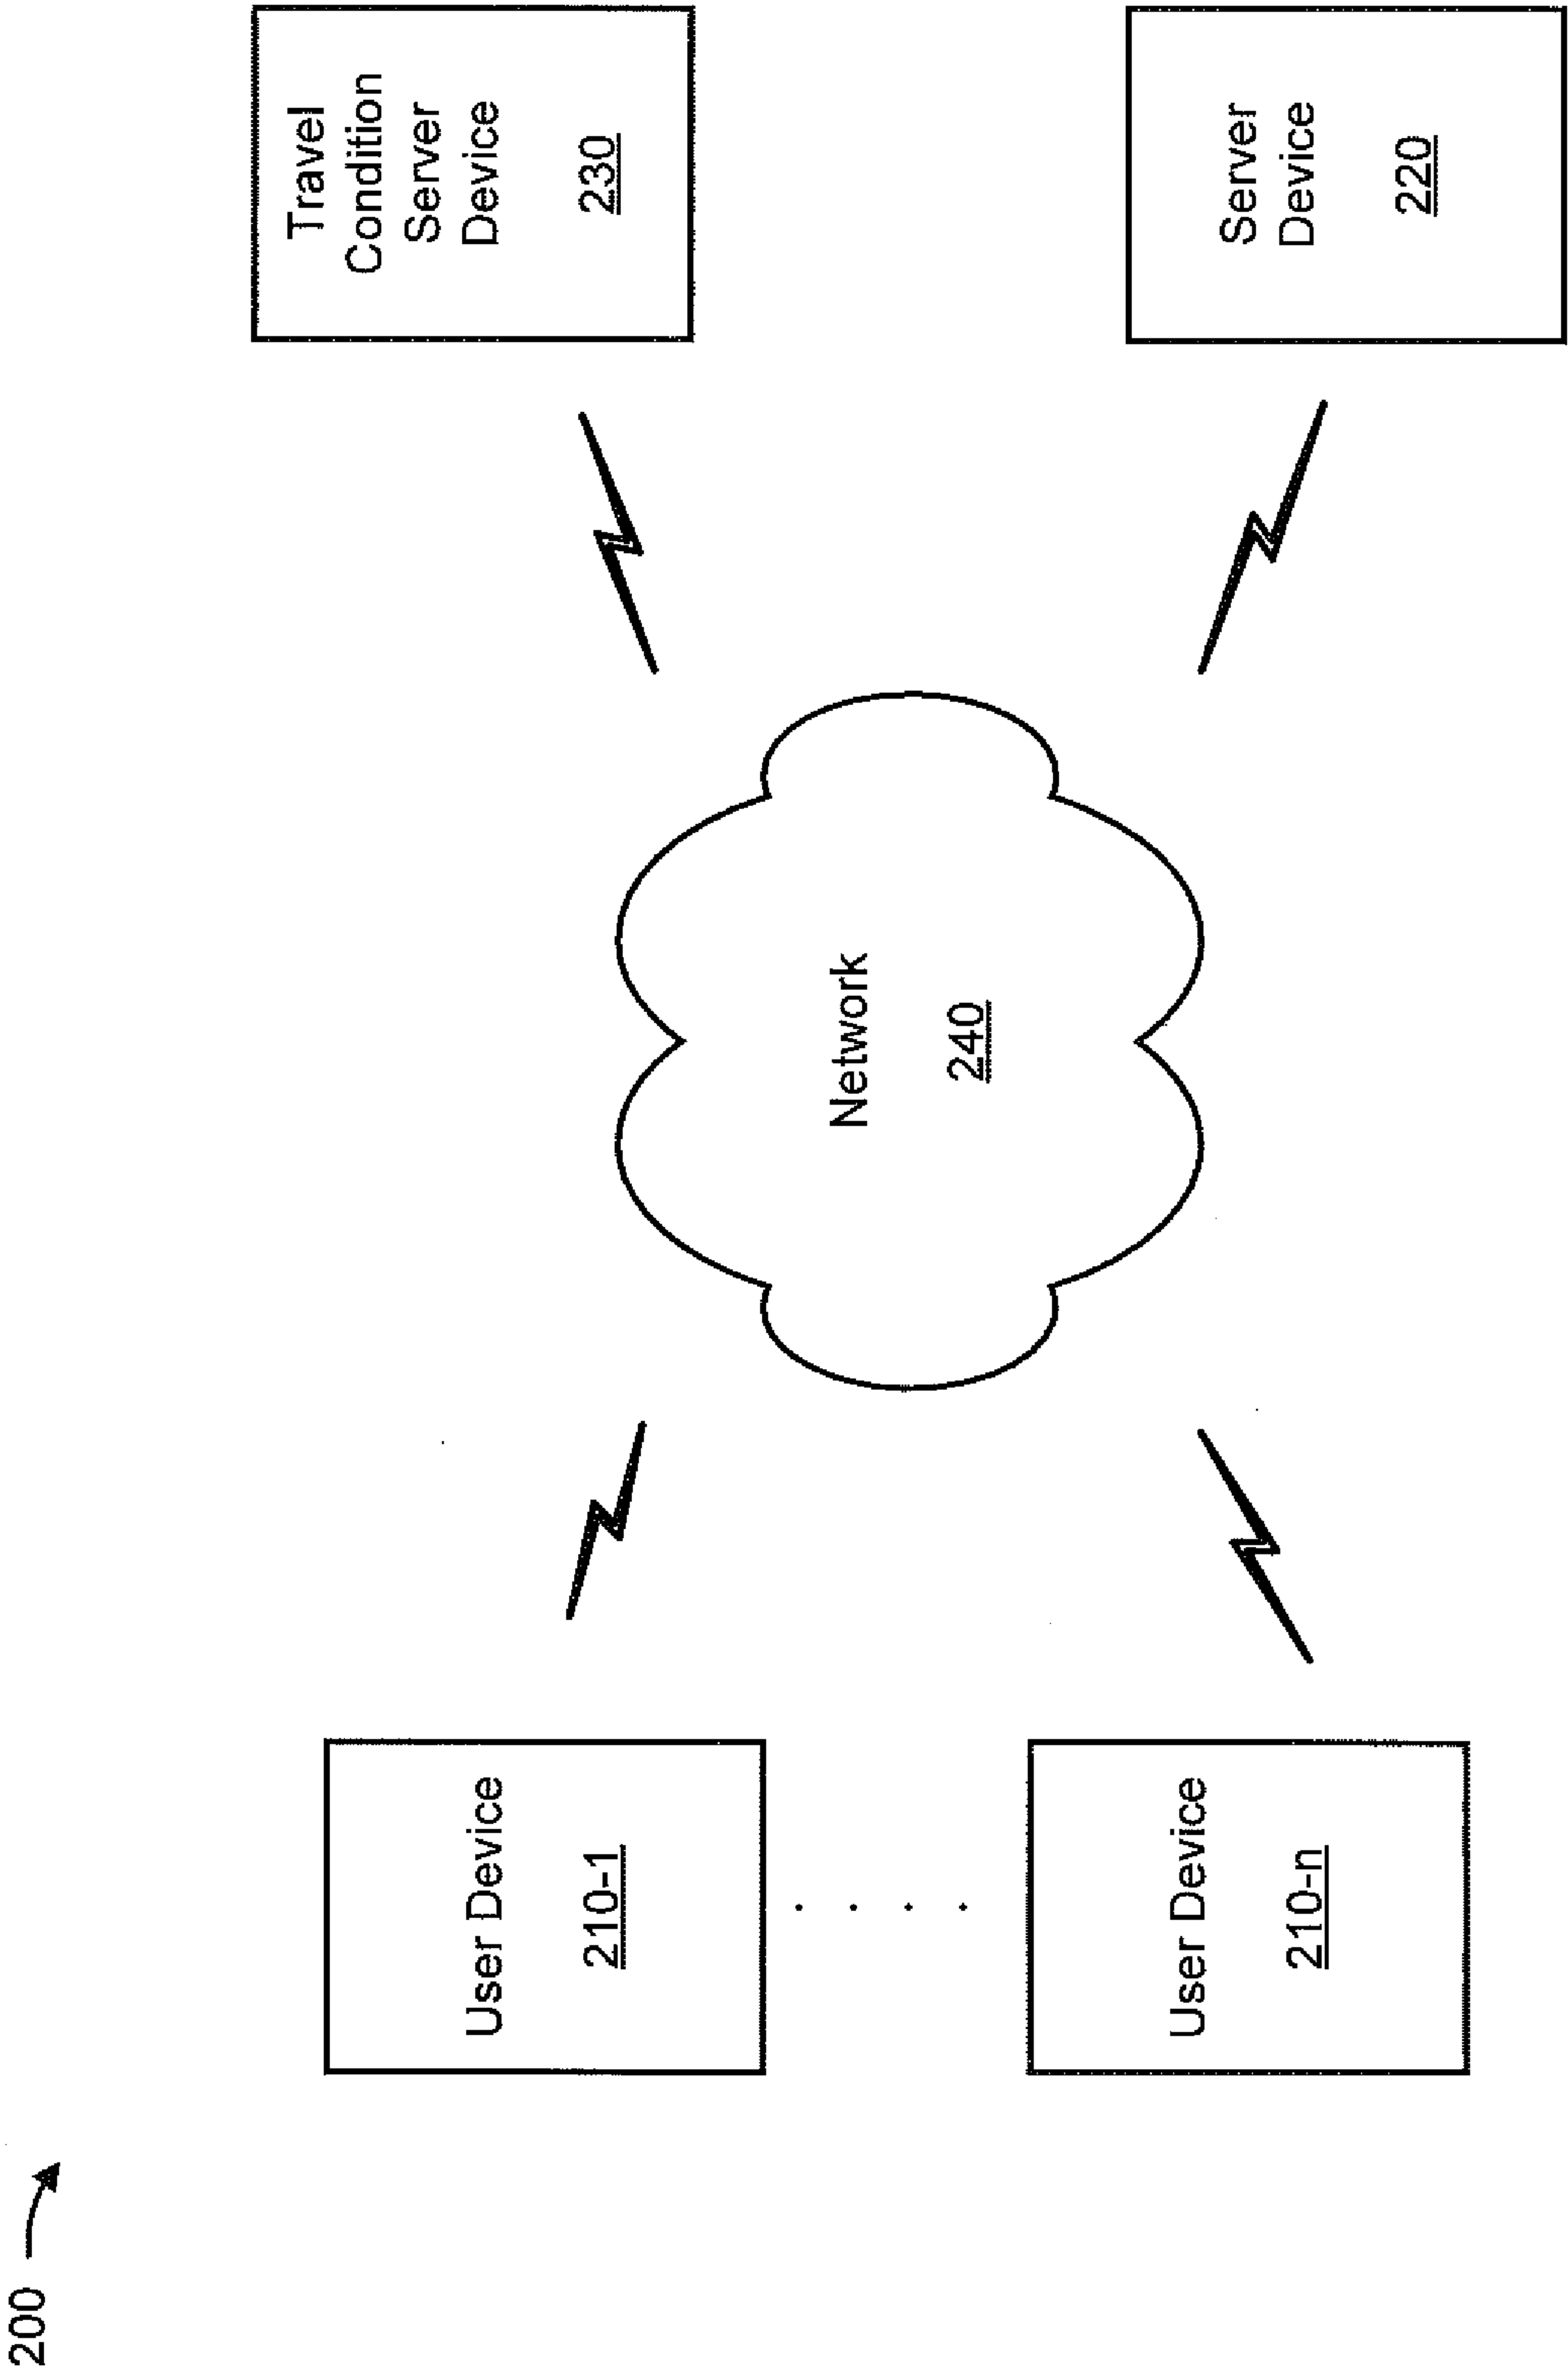 200
User Device
210-1
User Device
210-n
Network
240
Travel
Condition
Server
Device
230
Server
Device
220